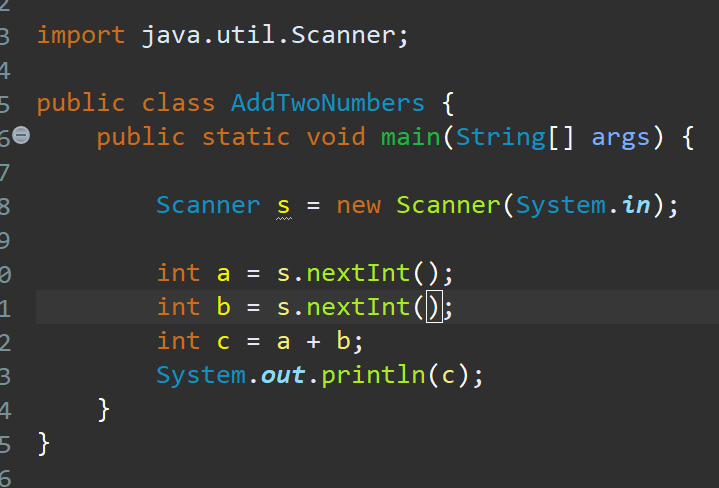 2
3 import java.util.Scanner;
4
5 public class AddTwoNumbers {
6     public static void main(String[] args) {
7
8         Scanner s = new Scanner(System.in);
9
0         int a = s.nextInt();
1         int b = s.nextInt();
2         int c = a + b;
3         System.out.println(c);
4     }
5 }
6